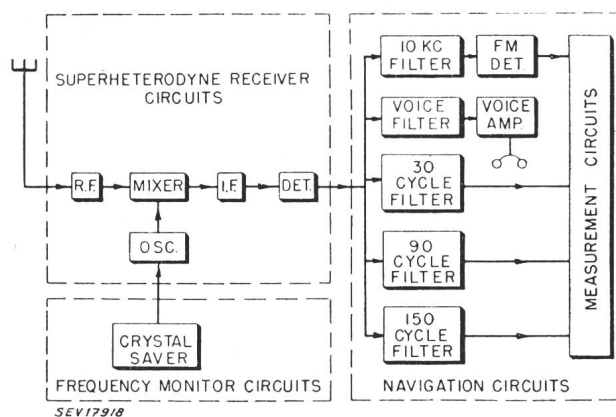 SUPERHETERODYNE RECEIVER
CIRCUITS
R.F.
MIXER
I.F.
DET.
OSC.
CRYSTAL
SAVER
FREQUENCY MONITOR CIRCUITS
10 KC
FILTER
FM
DET.
VOICE
FILTER
VOICE
AMP.
30
CYCLE
FILTER
90
CYCLE
FILTER
150
CYCLE
FILTER
MEASUREMENT CIRCUITS
NAVIGATION CIRCUITS
SEV17918